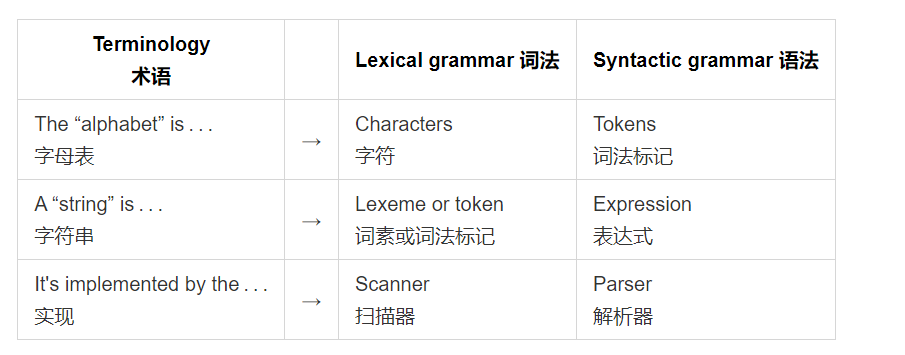 Terminology
术语
Lexical grammar 词法
Syntactic grammar 语法
The “alphabet” is . . .
字母表
→
Characters
字符
Tokens
词法标记
A “string” is . . .
字符串
→
Lexeme or token
词素或词法标记
Expression
表达式
It's implemented by the . . .
实现
→
Scanner
扫描器
Parser
解析器